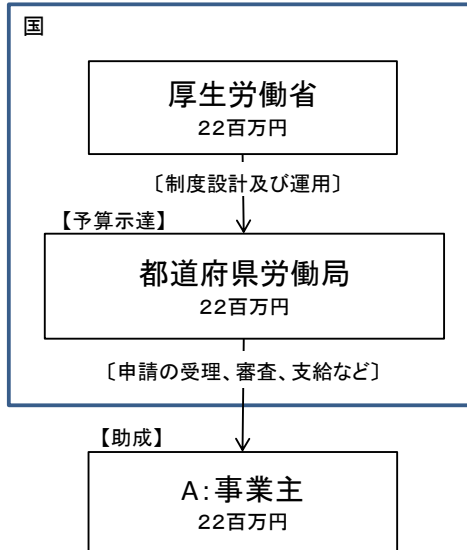 国
厚生労働省
22百万円
〔制度設計及び運用〕
【予算示達】
都道府県労働局
22百万円
〔申請の受理、審査、支給など〕
【助成】
A:事業主
22百万円